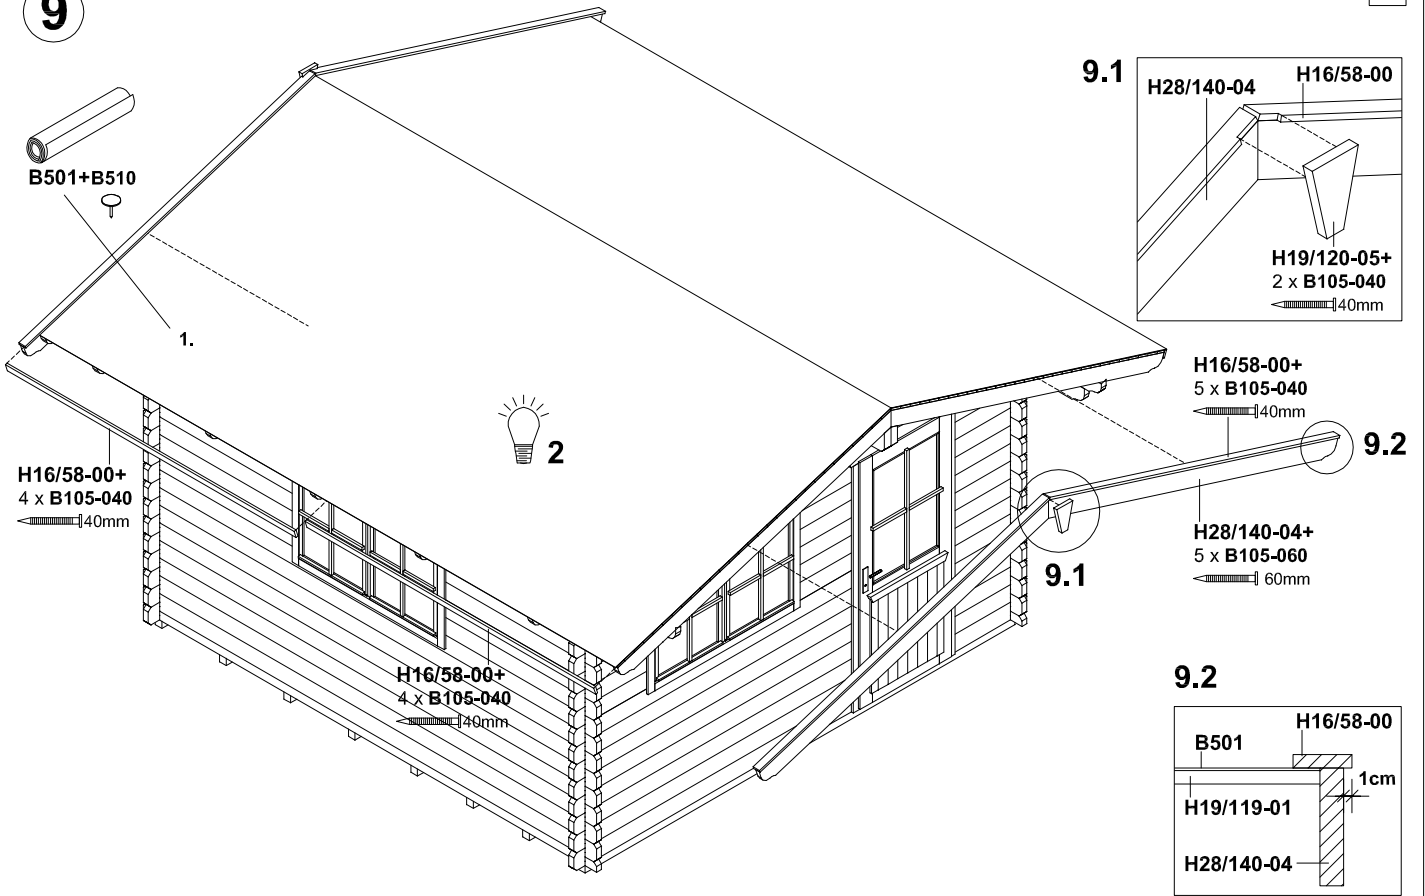 9
B501+B510
1.
H16/58-00+
4 x B105-040
40mm
2
H16/58-00+
4 x B105-040
40mm
9.1
H28/140-04
H16/58-00
H19/120-05+
2 x B105-040
40mm
H16/58-00+
5 x B105-040
40mm
9.2
9.1
H28/140-04+
5 x B105-060
60mm
9.2
H16/58-00
B501
1cm
H19/119-01
H28/140-04